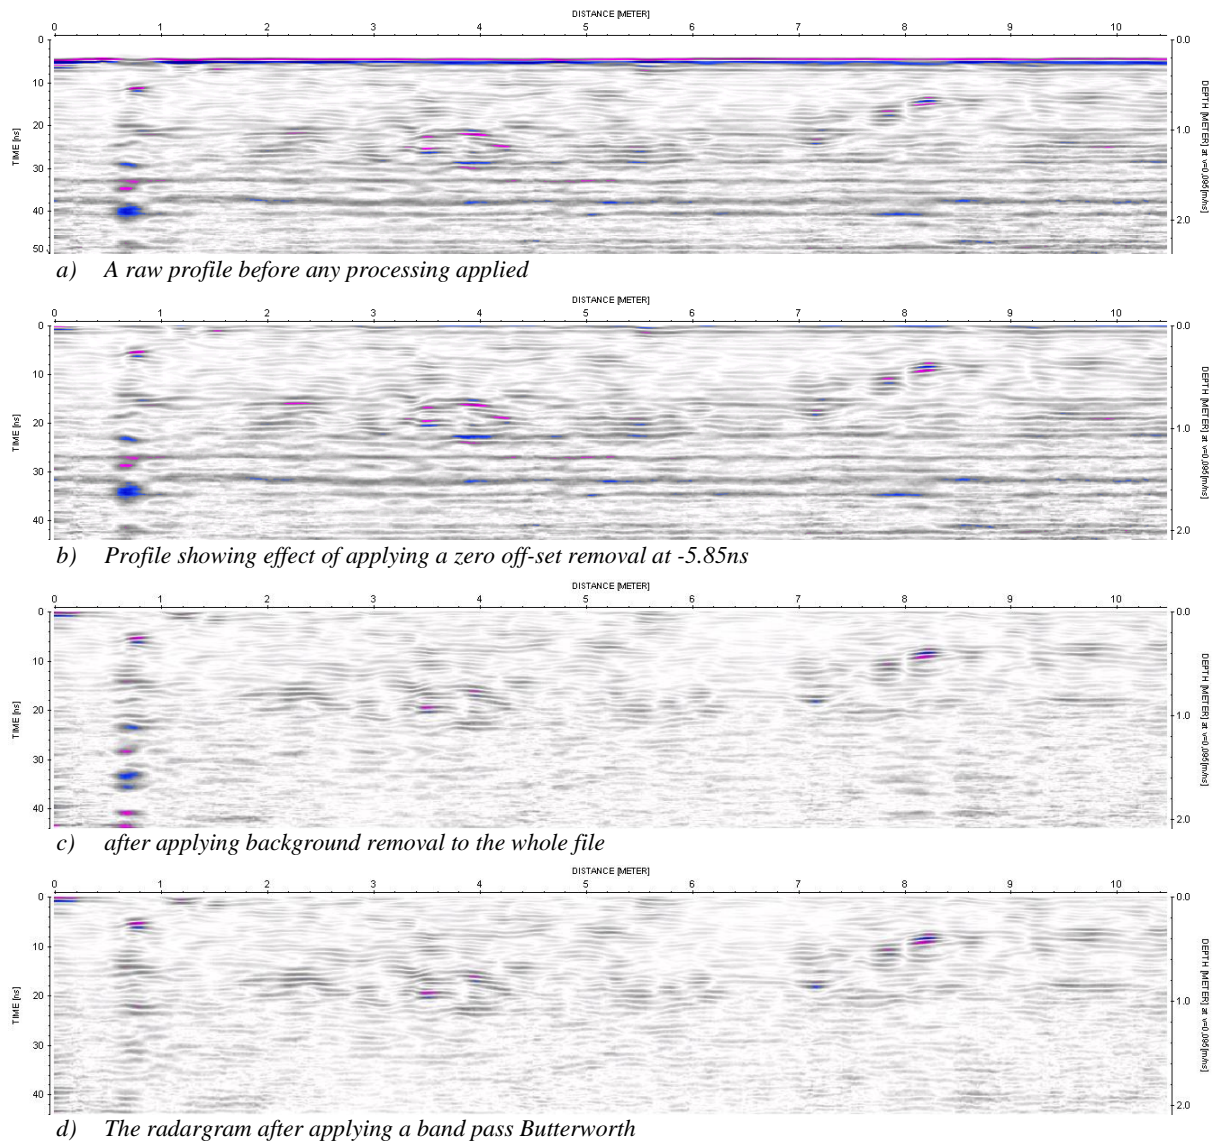 DISTANCE [METER]
0 1 2 3 4 5 6 7 8 9 10
0 0.0
10
20 1.0
30
40 2.0
50
TIME [ns]
DEPTH [METER] at v=0.095[m/ns]
a) A raw profile before any processing applied
DISTANCE [METER]
0 1 2 3 4 5 6 7 8 9 10
0 0.0
10
20 1.0
30
40 2.0
TIME [ns]
DEPTH [METER] at v=0.095[m/ns]
b) Profile showing effect of applying a zero off-set removal at -5.85ns
DISTANCE [METER]
0 1 2 3 4 5 6 7 8 9 10
0 0.0
10
20 1.0
30
40 2.0
TIME [ns]
DEPTH [METER] at v=0.095[m/ns]
c) after applying background removal to the whole file
DISTANCE [METER]
0 1 2 3 4 5 6 7 8 9 10
0 0.0
10
20 1.0
30
40 2.0
TIME [ns]
DEPTH [METER] at v=0.095[m/ns]
d) The radargram after applying a band pass Butterworth